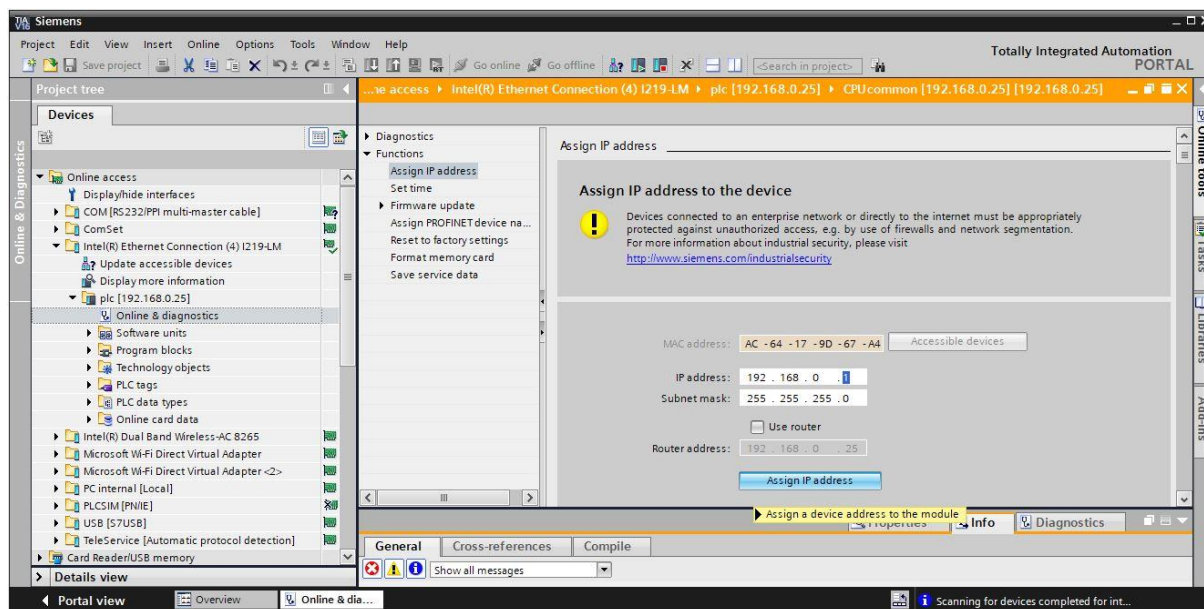 Siemens
Project Edit View Insert Online Options Tools Window Help
Totally Integrated Automation
PORTAL
Save project
Go online
Go offline
<Search in project>
Project tree
...ne access Intel(R) Ethernet Connection (4) I219-LM plc [192.168.0.25] CPUcommon [192.168.0.25] [192.168.0.25]
Devices
Online & Diagnostics
Online access
Display/hide interfaces
COM [RS232/PPI multi-master cable]
ComSet
Intel(R) Ethernet Connection (4) I219-LM
Update accessible devices
Display more information
plc [192.168.0.25]
Online & diagnostics
Software units
Program blocks
Technology objects
PLC tags
PLC data types
Online card data
Intel(R) Dual Band Wireless-AC 8265
Microsoft Wi-Fi Direct Virtual Adapter
Microsoft Wi-Fi Direct Virtual Adapter <2>
PC internal [Local]
PLCSIM [PN/IE]
USB [S7USB]
TeleService [Automatic protocol detection]
Card Reader/USB memory
Details view
Diagnostics
Functions
Assign IP address
Set time
Firmware update
Assign PROFINET device na...
Reset to factory settings
Format memory card
Save service data
Assign IP address
Assign IP address to the device
Devices connected to an enterprise network or directly to the internet must be appropriately
protected against unauthorized access, e.g. by use of firewalls and network segmentation.
For more information about industrial security, please visit
http://www.siemens.com/industrialsecurity
MAC address: AC -64 -17 -9D -67 -A4 Accessible devices
IP address: 192 . 168 . 0 . 1
Subnet mask: 255 . 255 . 255 . 0
Use router
Router address: 192 . 168 . 0 . 25
Assign IP address
Assign a device address to the module
Properties
Info
Diagnostics
General Cross-references Compile
Show all messages
Online tools
Tasks
Libraries
Add-ins
Portal view
Overview
Online & dia...
Scanning for devices completed for int...